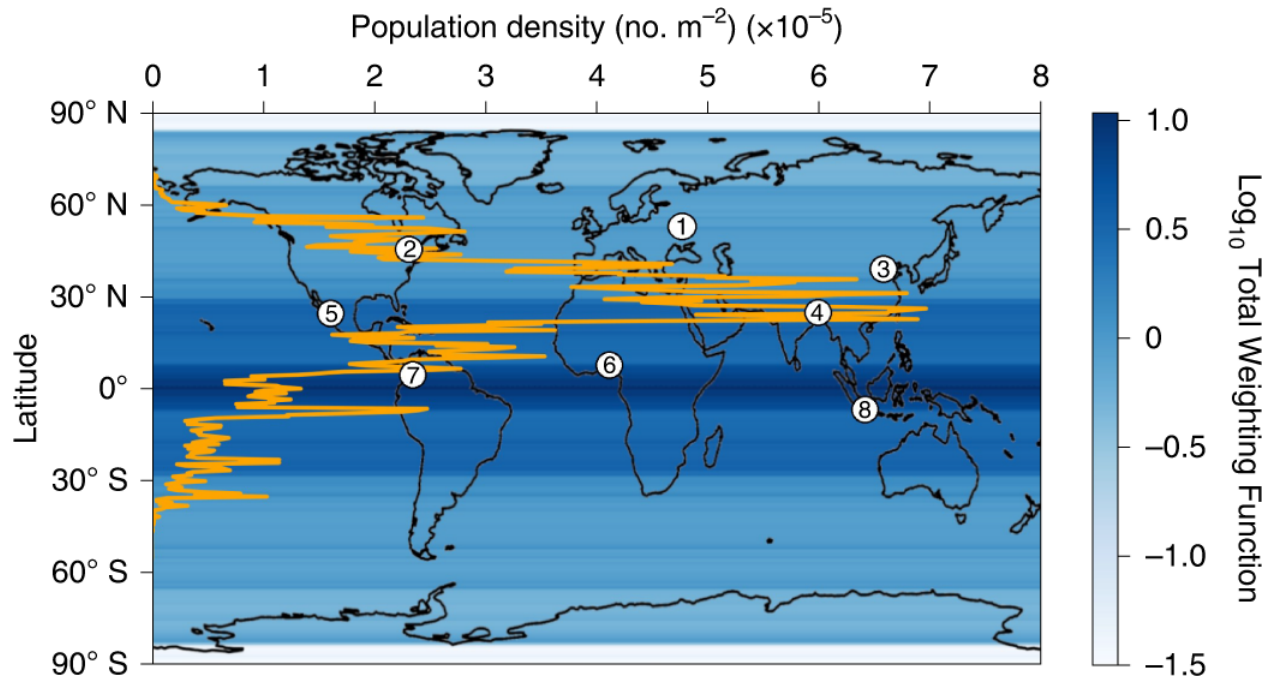 Population density (no. m⁻²) (×10⁻⁵)
0 1 2 3 4 5 6 7 8
90° N
60° N
30° N
0°
30° S
60° S
90° S
Latitude
1
2
3
4
5
6
7
8
1.0
0.5
0
−0.5
−1.0
−1.5
Log₁₀ Total Weighting Function